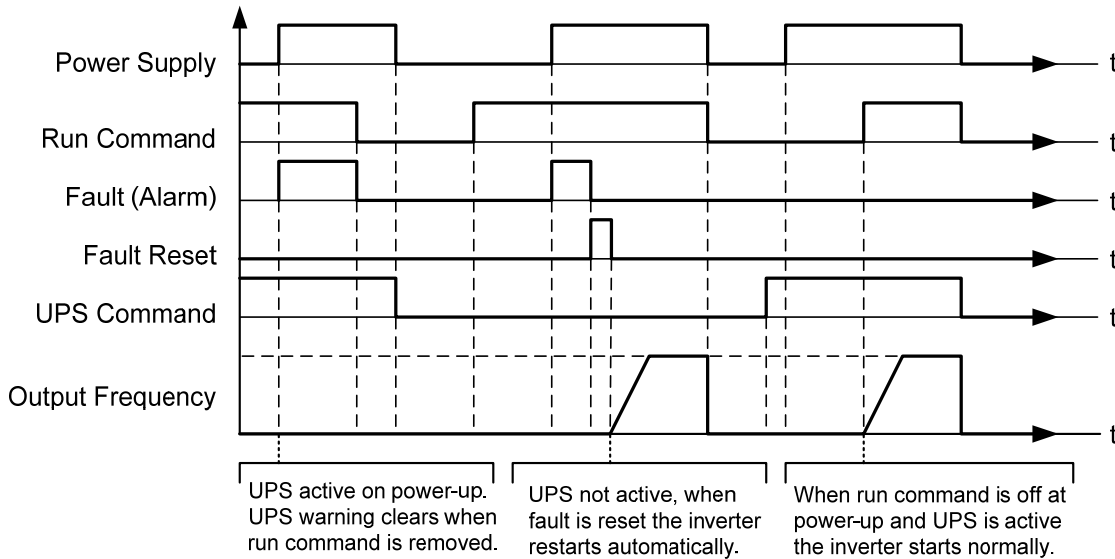 Power Supply
t
Run Command
t
Fault (Alarm)
t
Fault Reset
t
UPS Command
t
Output Frequency
t
UPS active on power-up.
UPS warning clears when
run command is removed.
UPS not active, when
fault is reset the inverter
restarts automatically.
When run command is off at
power-up and UPS is active
the inverter starts normally.